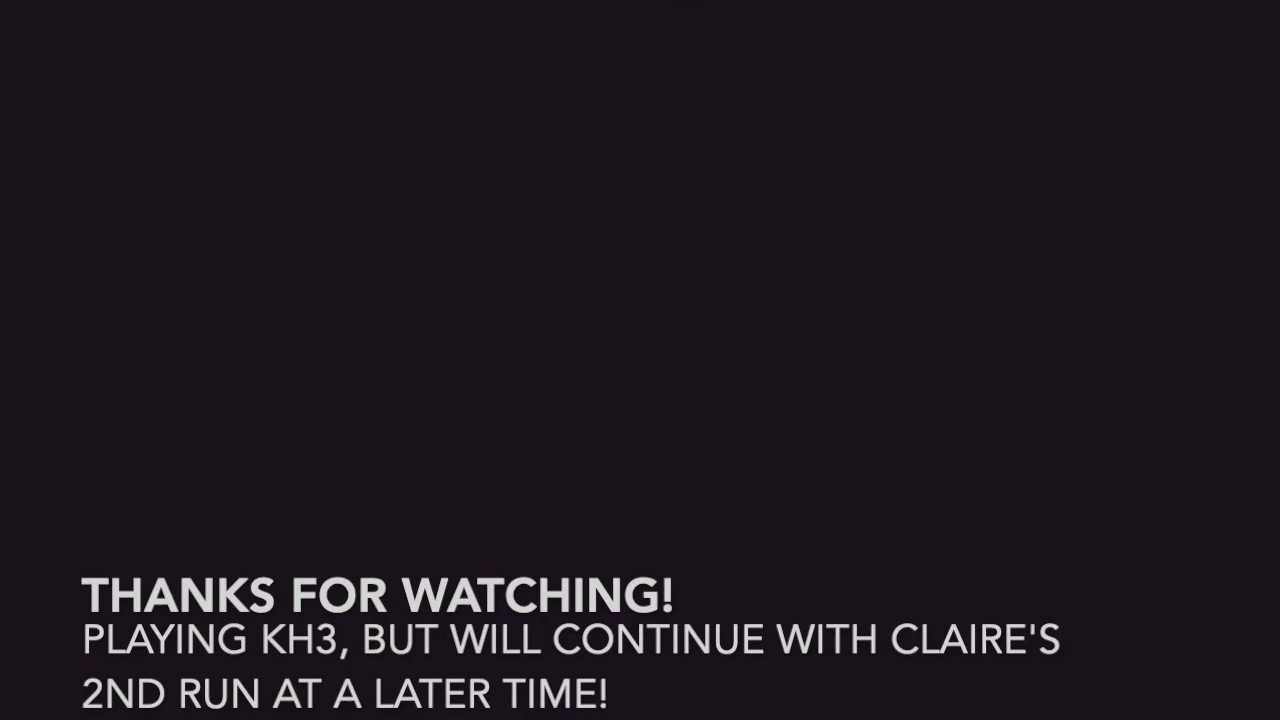 THANKS FOR WATCHING!
PLAYING KH3, BUT WILL CONTINUE WITH CLAIRE'S
2ND RUN AT A LATER TIME!